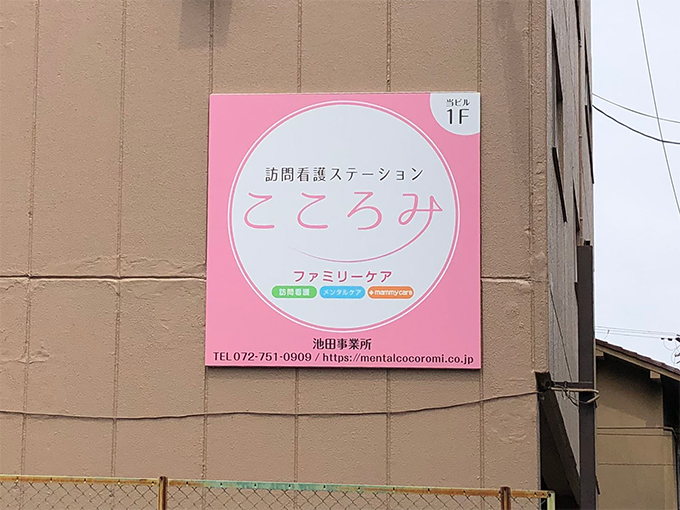 当ビル
1F
訪問看護ステーション
こころみ
ファミリーケア
訪問看護 メンタルケア mammycare
池田事業所
TEL 072-751-0909 / https://mentalcocoromi.co.jp